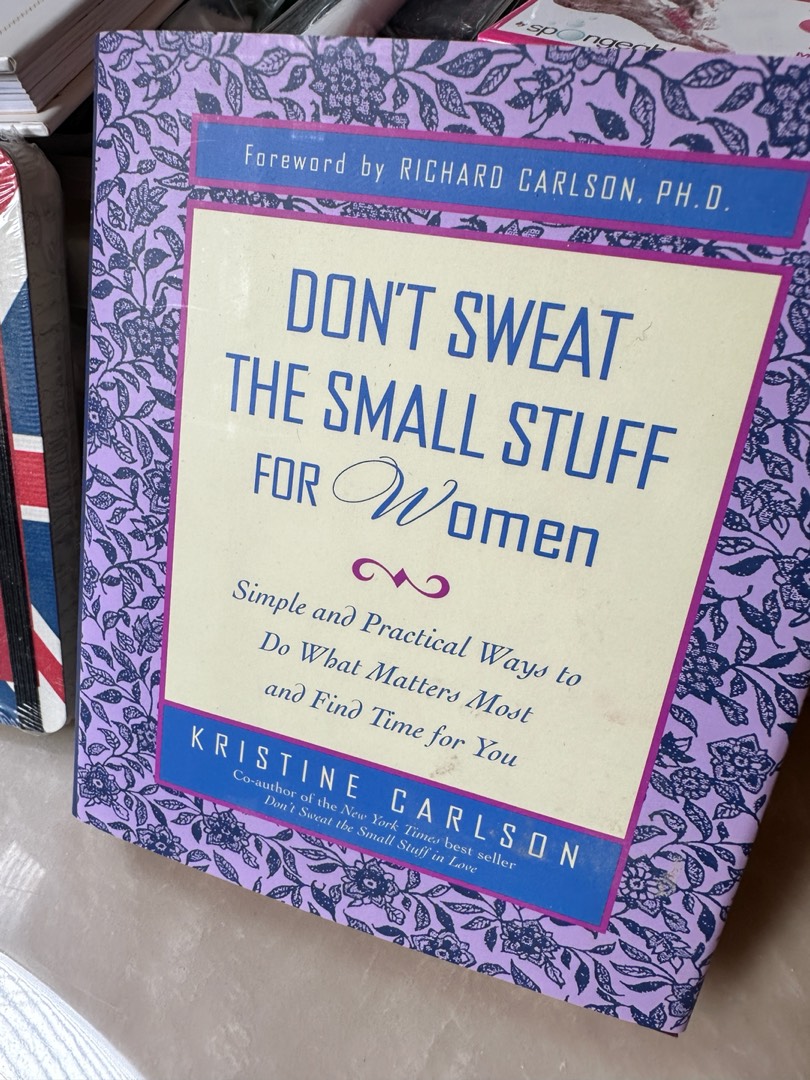 by spongeabl
Foreword by RICHARD CARLSON, PH.D.
DON'T SWEAT
THE SMALL STUFF
FOR Women
Simple and Practical Ways to
Do What Matters Most
and Find Time for You
KRISTINE CARLSON
Co-author of the New York Times best seller
Don't Sweat the Small Stuff in Love